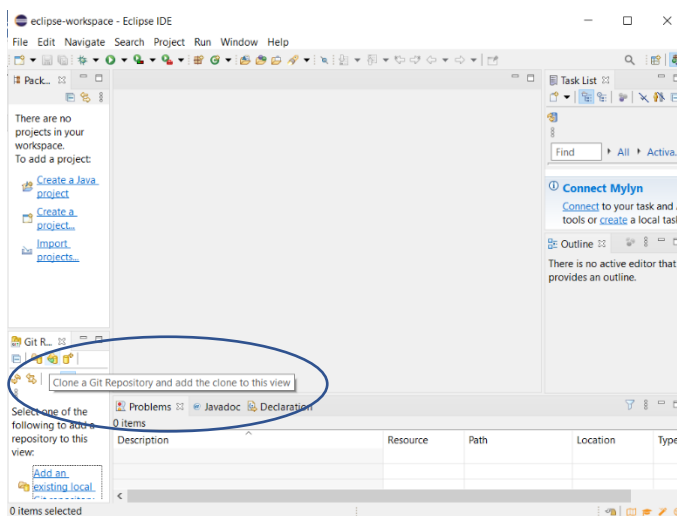 eclipse-workspace - Eclipse IDE
File Edit Navigate Search Project Run Window Help
Pack...
There are no
projects in your
workspace.
To add a project:
Create a Java
project
Create a
project...
Import
projects...
Task List
Find All Activa...
Connect Mylyn
Connect to your task and
tools or create a local task
Outline
There is no active editor that
provides an outline.
Git R...
Clone a Git Repository and add the clone to this view
Select one of the
following to add a
repository to this
view:
Add an
existing local
Git repository
Problems Javadoc Declaration
0 items
Description Resource Path Location Type
0 items selected